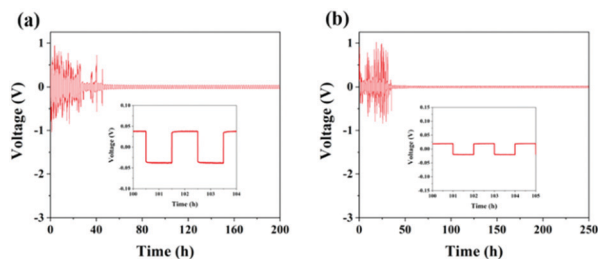 (a)
1
0
-1
-2
-3
Voltage (V)
0 40 80 120 160 200
Time (h)
0.10
0.05
0.00
-0.05
-0.10
Voltage (V)
100 101 102 103 104
Time (h)
(b)
1
0
-1
-2
-3
Voltage (V)
0 50 100 150 200 250
Time (h)
0.15
0.10
0.05
0.00
-0.05
-0.10
-0.15
Voltage (V)
100 101 102 103 104 105
Time (h)